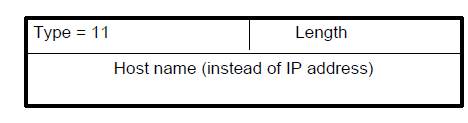 Type = 11 Length
Host name (instead of IP address)